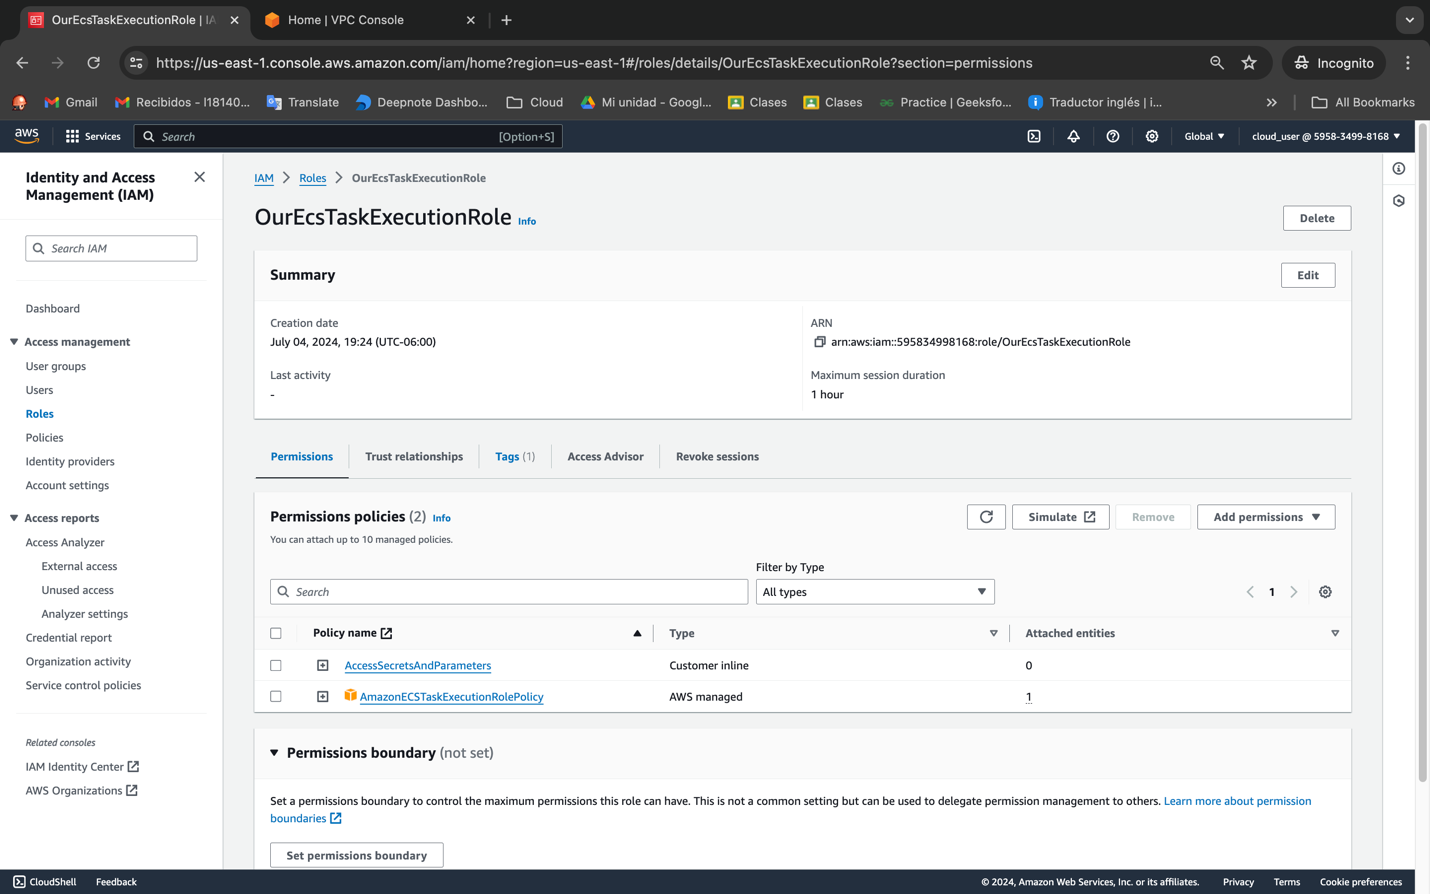 OurEcsTaskExecutionRole | IA
Home | VPC Console
https://us-east-1.console.aws.amazon.com/iam/home?region=us-east-1#/roles/details/OurEcsTaskExecutionRole?section=permissions
Incognito
Gmail
Recibidos - l18140...
Translate
Deepnote Dashbo...
Cloud
Mi unidad - Googl...
Clases
Clases
Practice | Geeksfo...
Traductor inglés | i...
All Bookmarks
aws
Services
Search
[Option+S]
Global
cloud_user @ 5958-3499-8168
Identity and Access
Management (IAM)
Search IAM
Dashboard
Access management
User groups
Users
Roles
Policies
Identity providers
Account settings
Access reports
Access Analyzer
External access
Unused access
Analyzer settings
Credential report
Organization activity
Service control policies
Related consoles
IAM Identity Center
AWS Organizations
IAM > Roles > OurEcsTaskExecutionRole
OurEcsTaskExecutionRole Info
Delete
Summary
Edit
Creation date
July 04, 2024, 19:24 (UTC-06:00)
ARN
arn:aws:iam::595834998168:role/OurEcsTaskExecutionRole
Last activity
-
Maximum session duration
1 hour
Permissions
Trust relationships
Tags (1)
Access Advisor
Revoke sessions
Permissions policies (2) Info
You can attach up to 10 managed policies.
Simulate
Remove
Add permissions
Filter by Type
Search
All types
1
Policy name
Type
Attached entities
AccessSecretsAndParameters
Customer inline
0
AmazonECSTaskExecutionRolePolicy
AWS managed
1
Permissions boundary (not set)
Set a permissions boundary to control the maximum permissions this role can have. This is not a common setting but can be used to delegate permission management to others. Learn more about permission
boundaries
Set permissions boundary
CloudShell
Feedback
© 2024, Amazon Web Services, Inc. or its affiliates.
Privacy
Terms
Cookie preferences